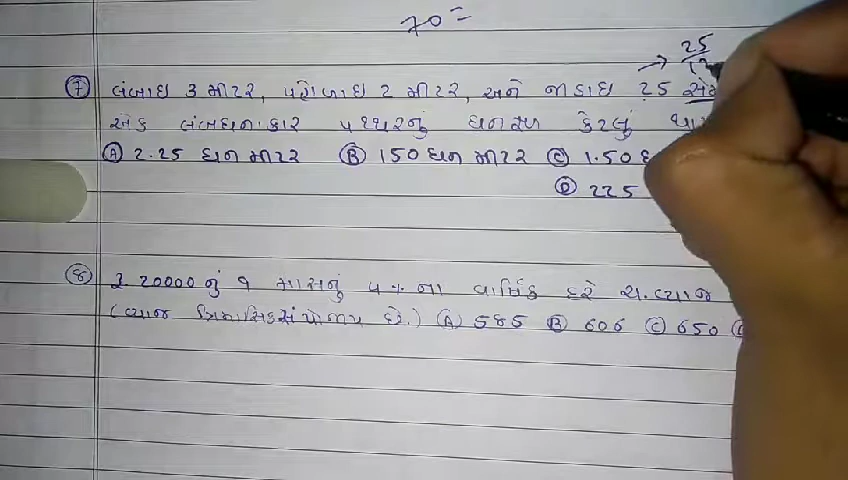 70 =
25
(7) લંબાઇ 3 મીટર, પહોળાઇ 2 મીટર, અને જાડાઇ 25
એક લંબઘનાકાર પથ્થરનું ઘનફળ કેટલું
(A) 2.25 ઘન મીટર (B) 150 ઘન મીટર (C) 1.50
(D) 225
(8) રૂ. 20000 નું 9 માસનું 4% ના વાર્ષિક દરે ચ. વ્યાજ
(વ્યાજ ત્રિમાસિક સંયોજાય છે.) (A) 585 (B) 606 (C) 650